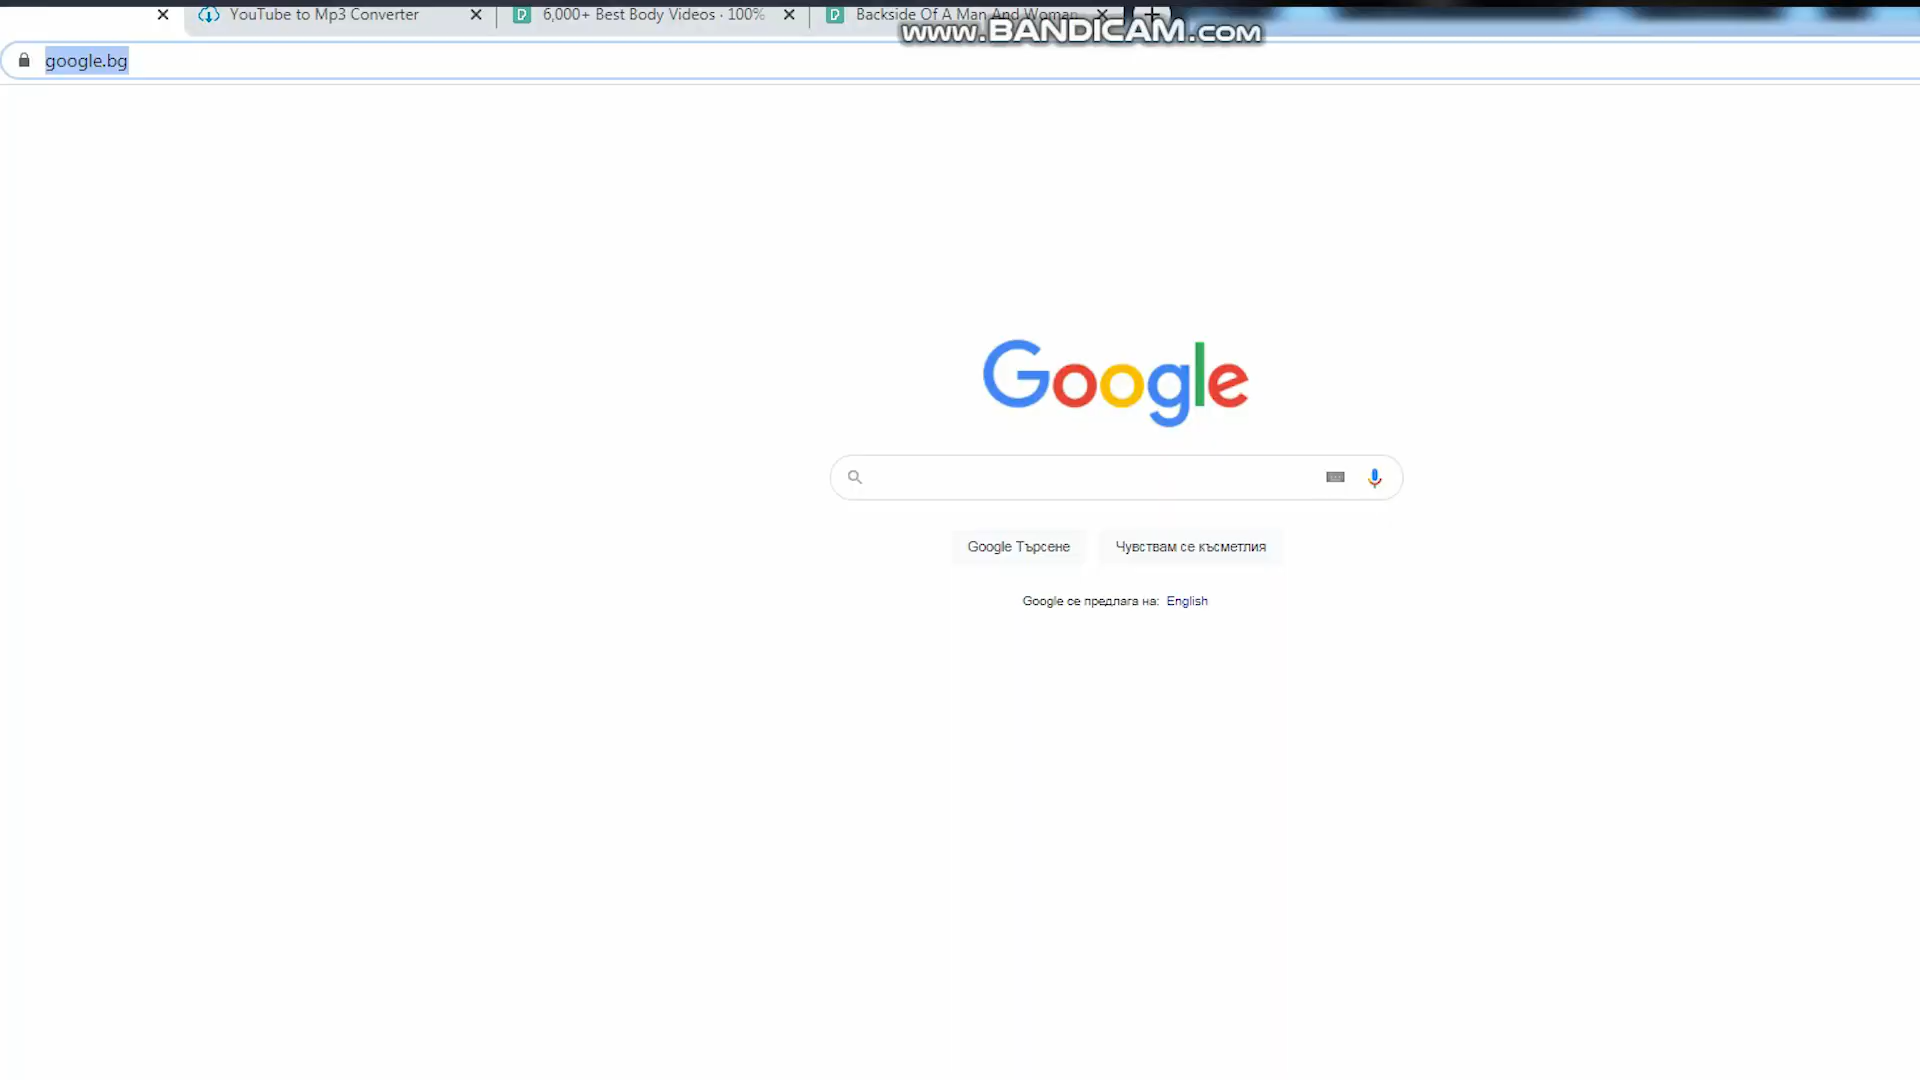 YouTube to Mp3 Converter
6,000+ Best Body Videos · 100%
Backside Of A Man And Woman
www.BANDICAM.com
google.bg
Google
Google Търсене
Чувствам се късметлия
Google се предлага на: English